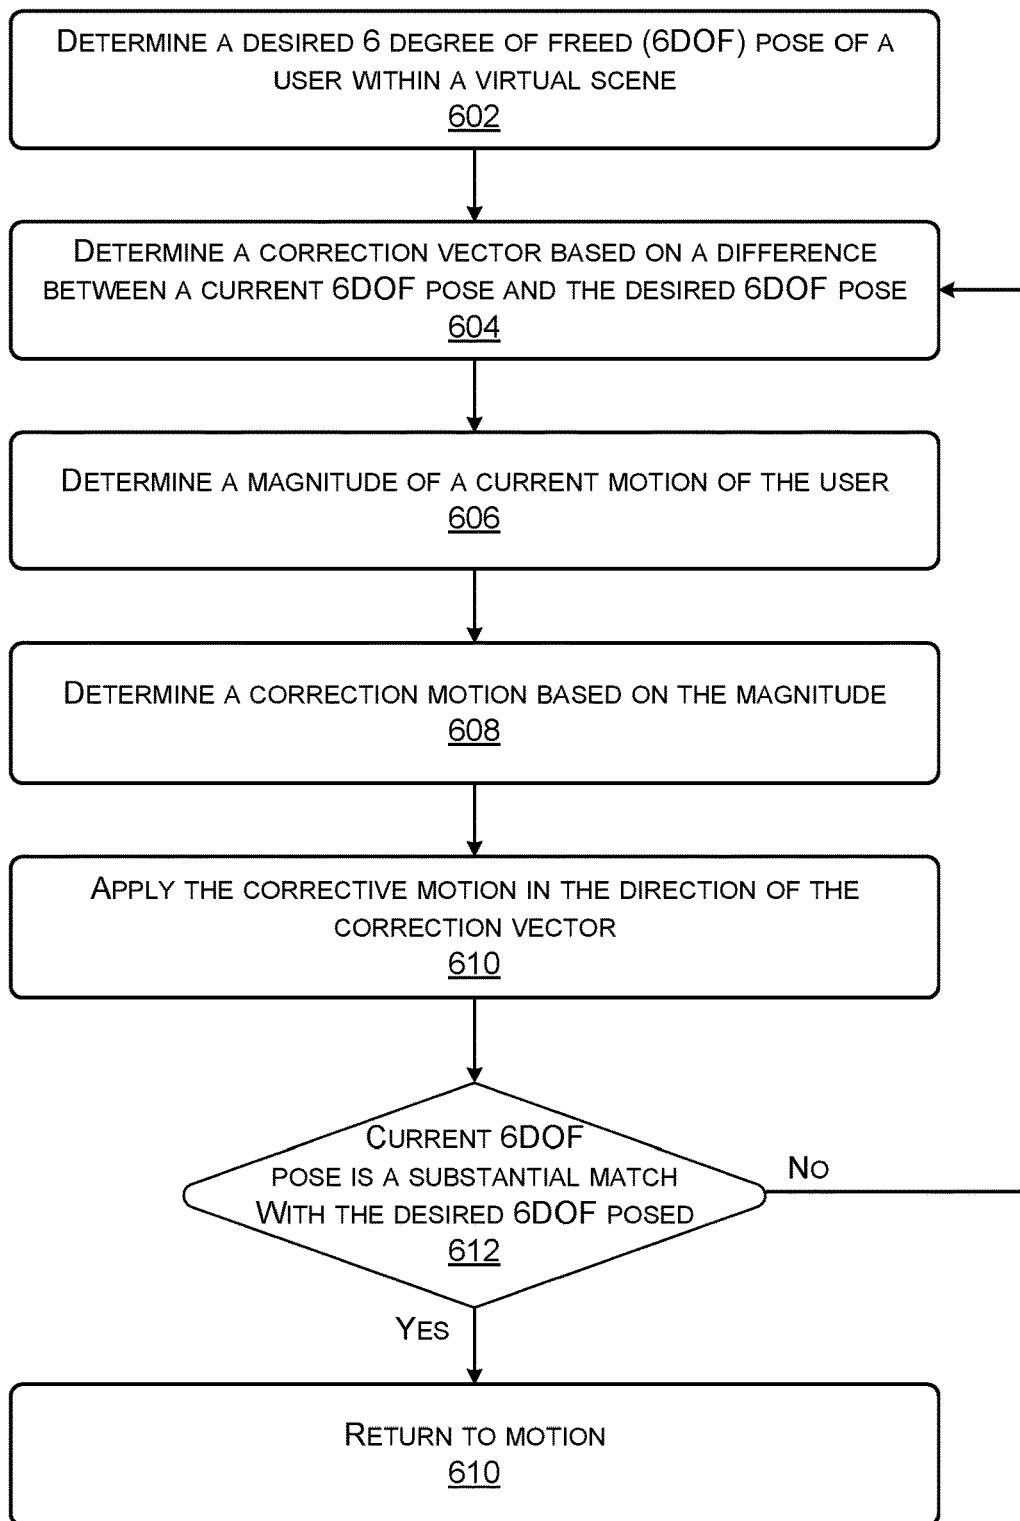 DETERMINE A DESIRED 6 DEGREE OF FREED (6DOF) POSE OF A
USER WITHIN A VIRTUAL SCENE
602
DETERMINE A CORRECTION VECTOR BASED ON A DIFFERENCE
BETWEEN A CURRENT 6DOF POSE AND THE DESIRED 6DOF POSE
604
DETERMINE A MAGNITUDE OF A CURRENT MOTION OF THE USER
606
DETERMINE A CORRECTION MOTION BASED ON THE MAGNITUDE
608
APPLY THE CORRECTIVE MOTION IN THE DIRECTION OF THE
CORRECTION VECTOR
610
CURRENT 6DOF
POSE IS A SUBSTANTIAL MATCH
WITH THE DESIRED 6DOF POSED
612
NO
YES
RETURN TO MOTION
610